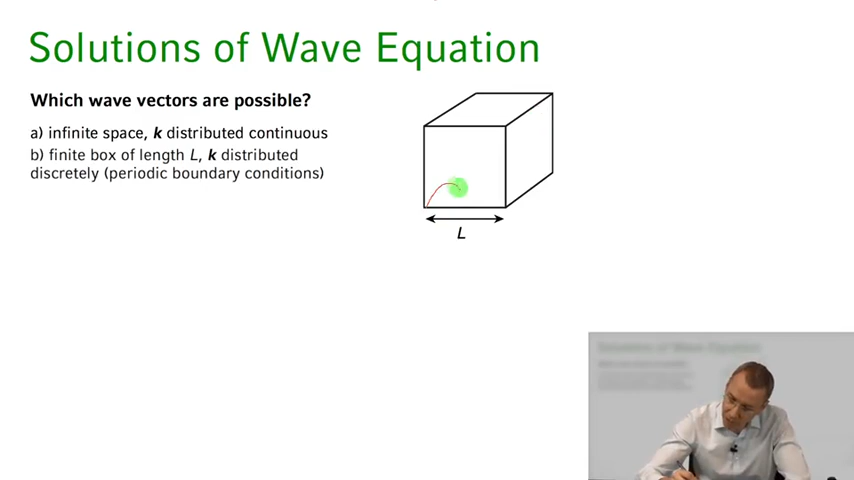 Solutions of Wave Equation
Which wave vectors are possible?
a) infinite space, k distributed continuous
b) finite box of length L, k distributed
discretely (periodic boundary conditions)
L